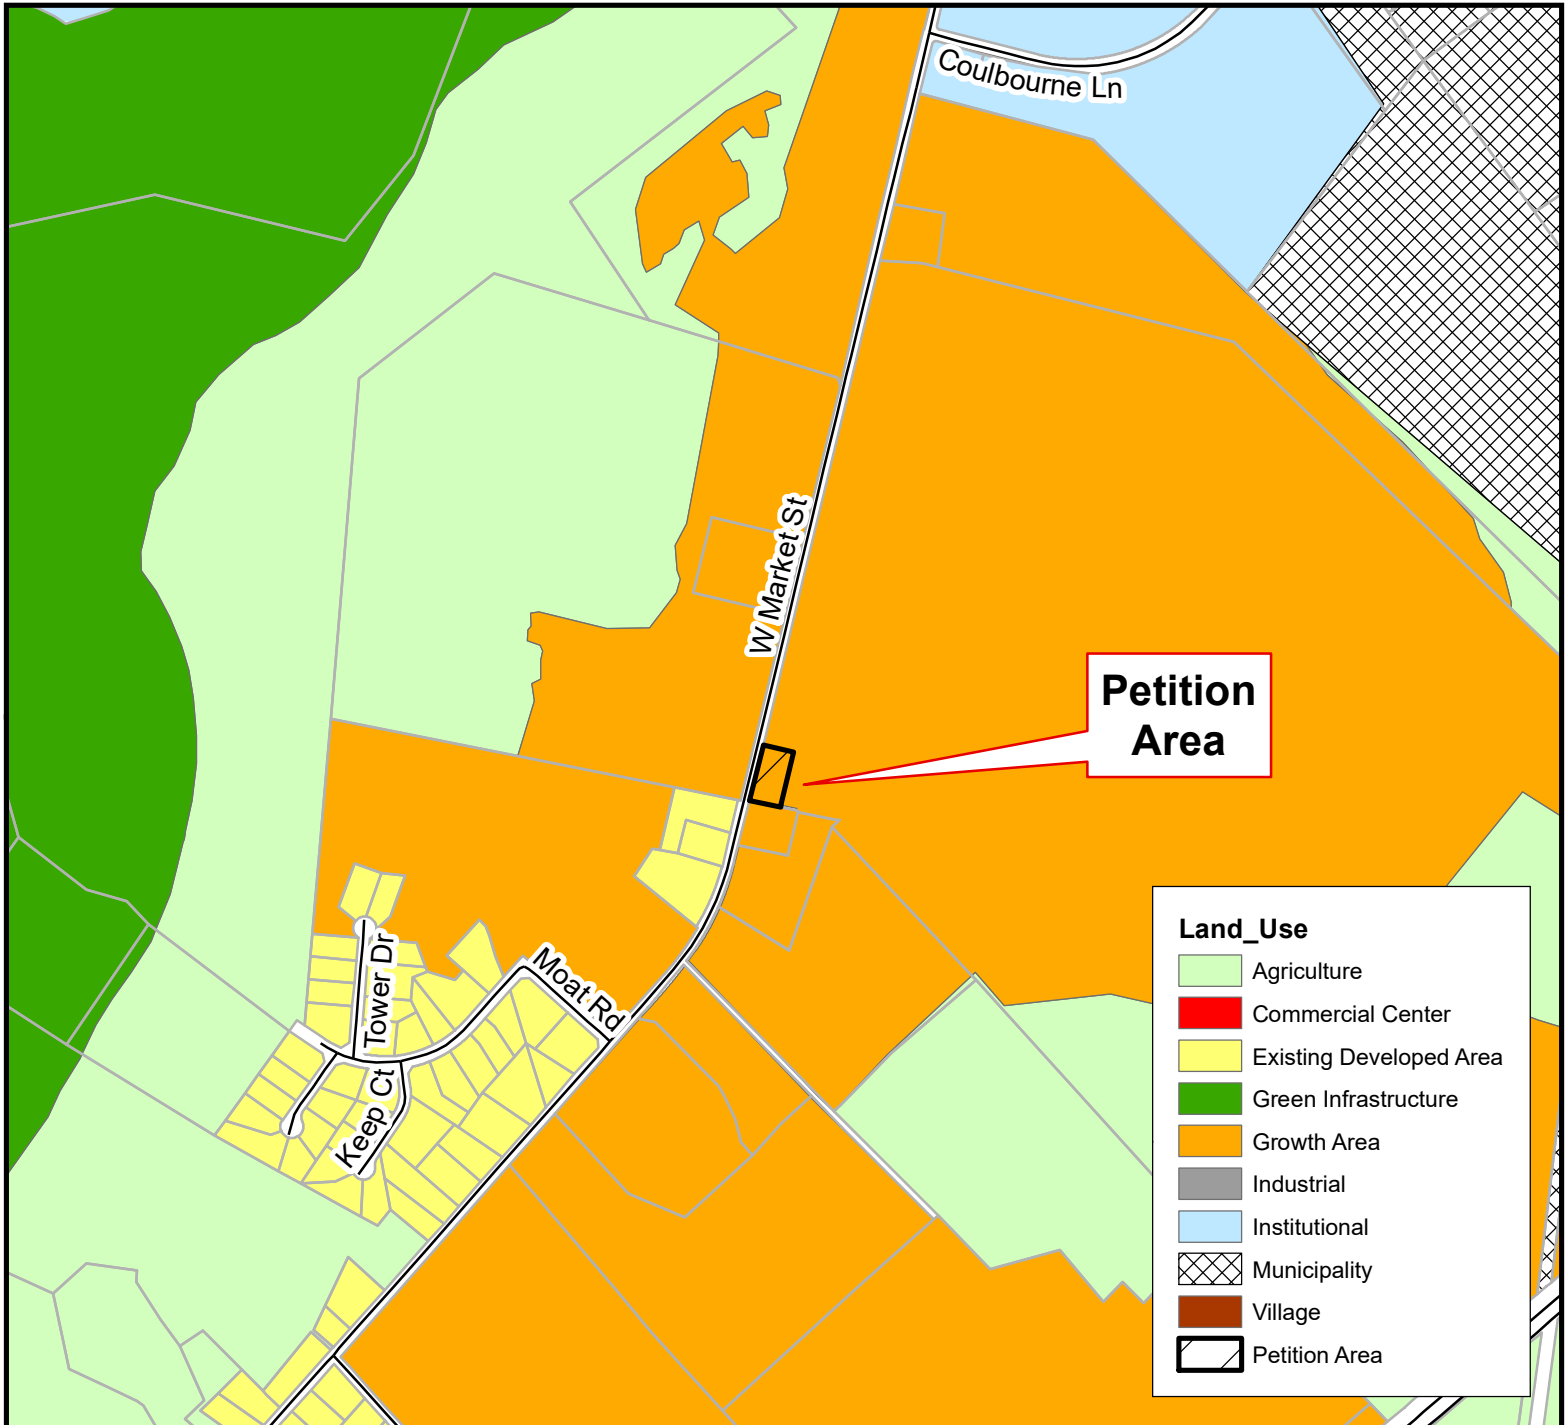 Coulbourne Ln
W Market St
Petition
Area
Tower Dr
Moat Rd
Keep Ct
Land_Use
Agriculture
Commercial Center
Existing Developed Area
Green Infrastructure
Growth Area
Industrial
Institutional
Municipality
Village
Petition Area